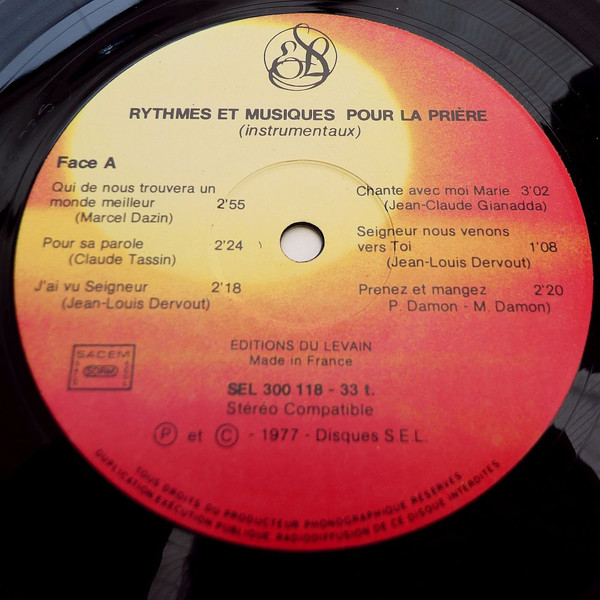 SEL
RYTHMES ET MUSIQUES POUR LA PRIÈRE
(instrumentaux)
Face A
Qui de nous trouvera un
monde meilleur 2'55
(Marcel Dazin)
Pour sa parole 2'24
(Claude Tassin)
J'ai vu Seigneur 2'18
(Jean-Louis Dervout)
Chante avec moi Marie 3'02
(Jean-Claude Gianadda)
Seigneur nous venons
vers Toi 1'08
(Jean-Louis Dervout)
Prenez et mangez 2'20
P. Damon - M. Damon)
EDITIONS DU LEVAIN
Made in France
SACEM
SDRM
SEL 300 118 - 33 t.
Stéréo Compatible
Ⓟ et © - 1977 - Disques S.E.L.
TOUS DROITS DU PRODUCTEUR PHONOGRAPHIQUE RÉSERVÉS
DUPLICATION EXÉCUTION PUBLIQUE RADIODIFFUSION DE CE DISQUE INTERDITES